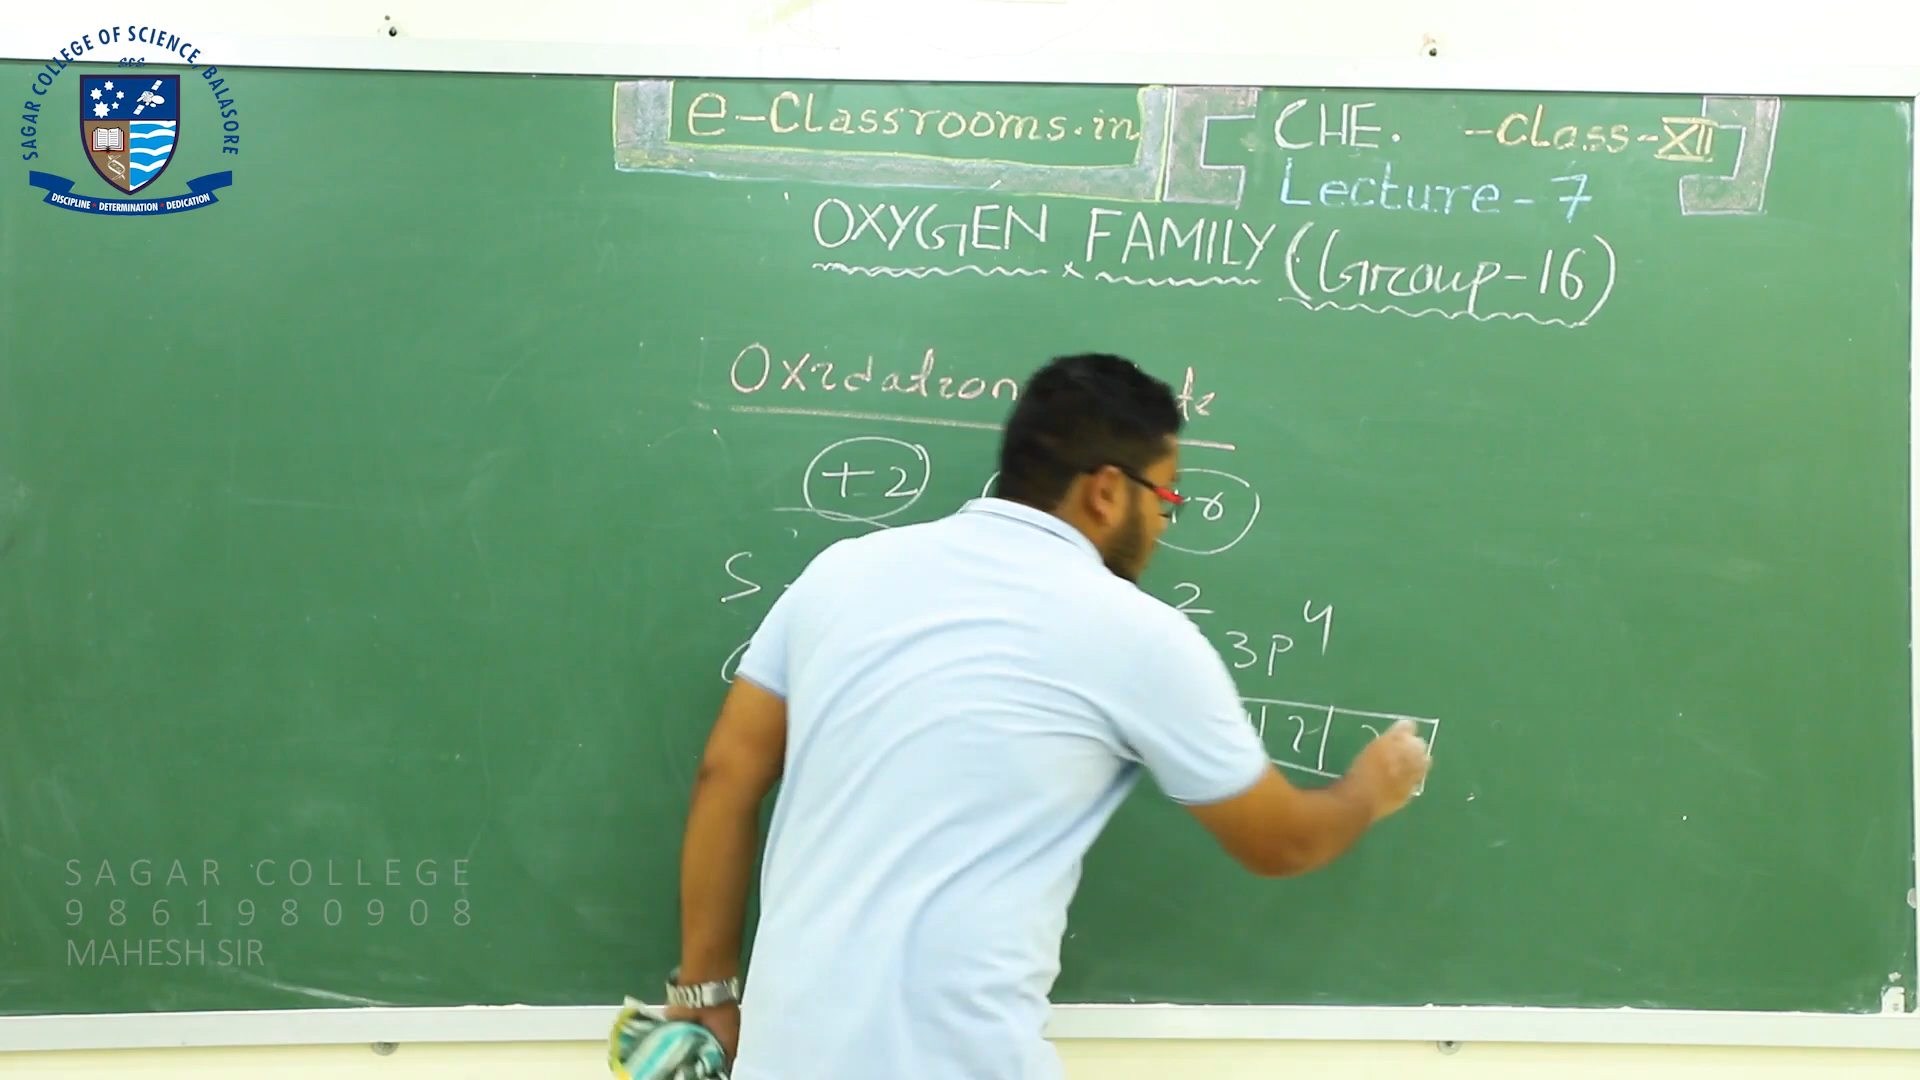 SAGAR COLLEGE OF SCIENCE, BALASORE
S.C.S.
DISCIPLINE ★ DETERMINATION ★ DEDICATION
e-Classrooms.in
CHE. -Class-XII
Lecture-7
OXYGEN FAMILY (Group-16)
Oxidation
+2
S
2
3p4
SAGAR COLLEGE
9861980908
MAHESH SIR